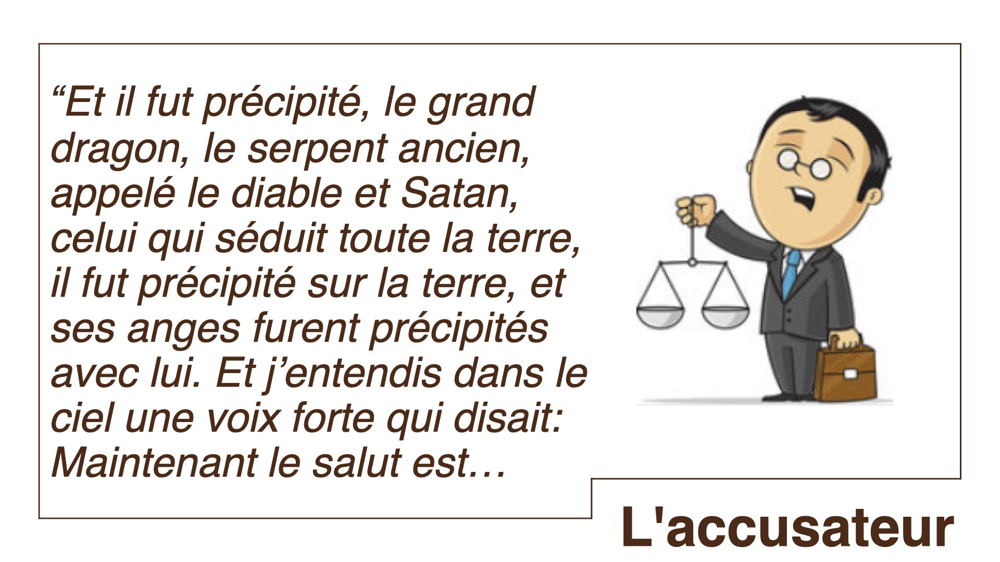 “Et il fut précipité, le grand
dragon, le serpent ancien,
appelé le diable et Satan,
celui qui séduit toute la terre,
il fut précipité sur la terre, et
ses anges furent précipités
avec lui. Et j’entendis dans le
ciel une voix forte qui disait:
Maintenant le salut est…
L'accusateur